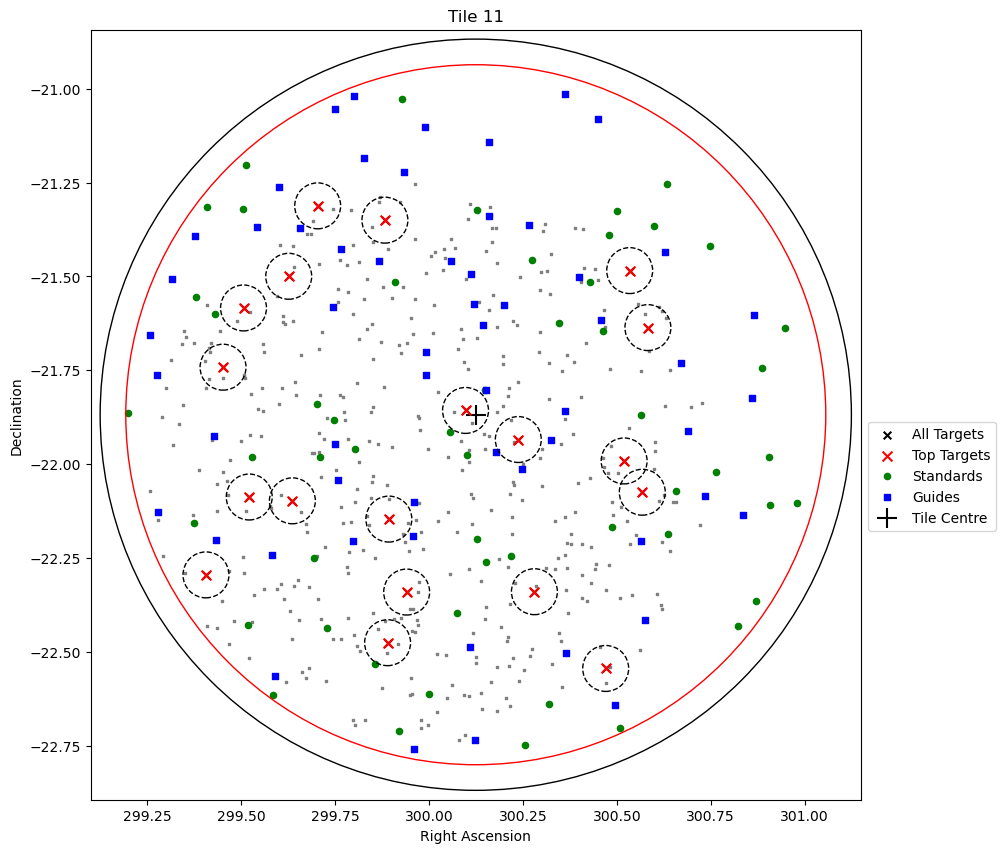 Tile 11
−21.00
−21.25
−21.50
−21.75
−22.00
−22.25
−22.50
−22.75
Declination
299.25 299.50 299.75 300.00 300.25 300.50 300.75 301.00
Right Ascension
All Targets
Top Targets
Standards
Guides
Tile Centre